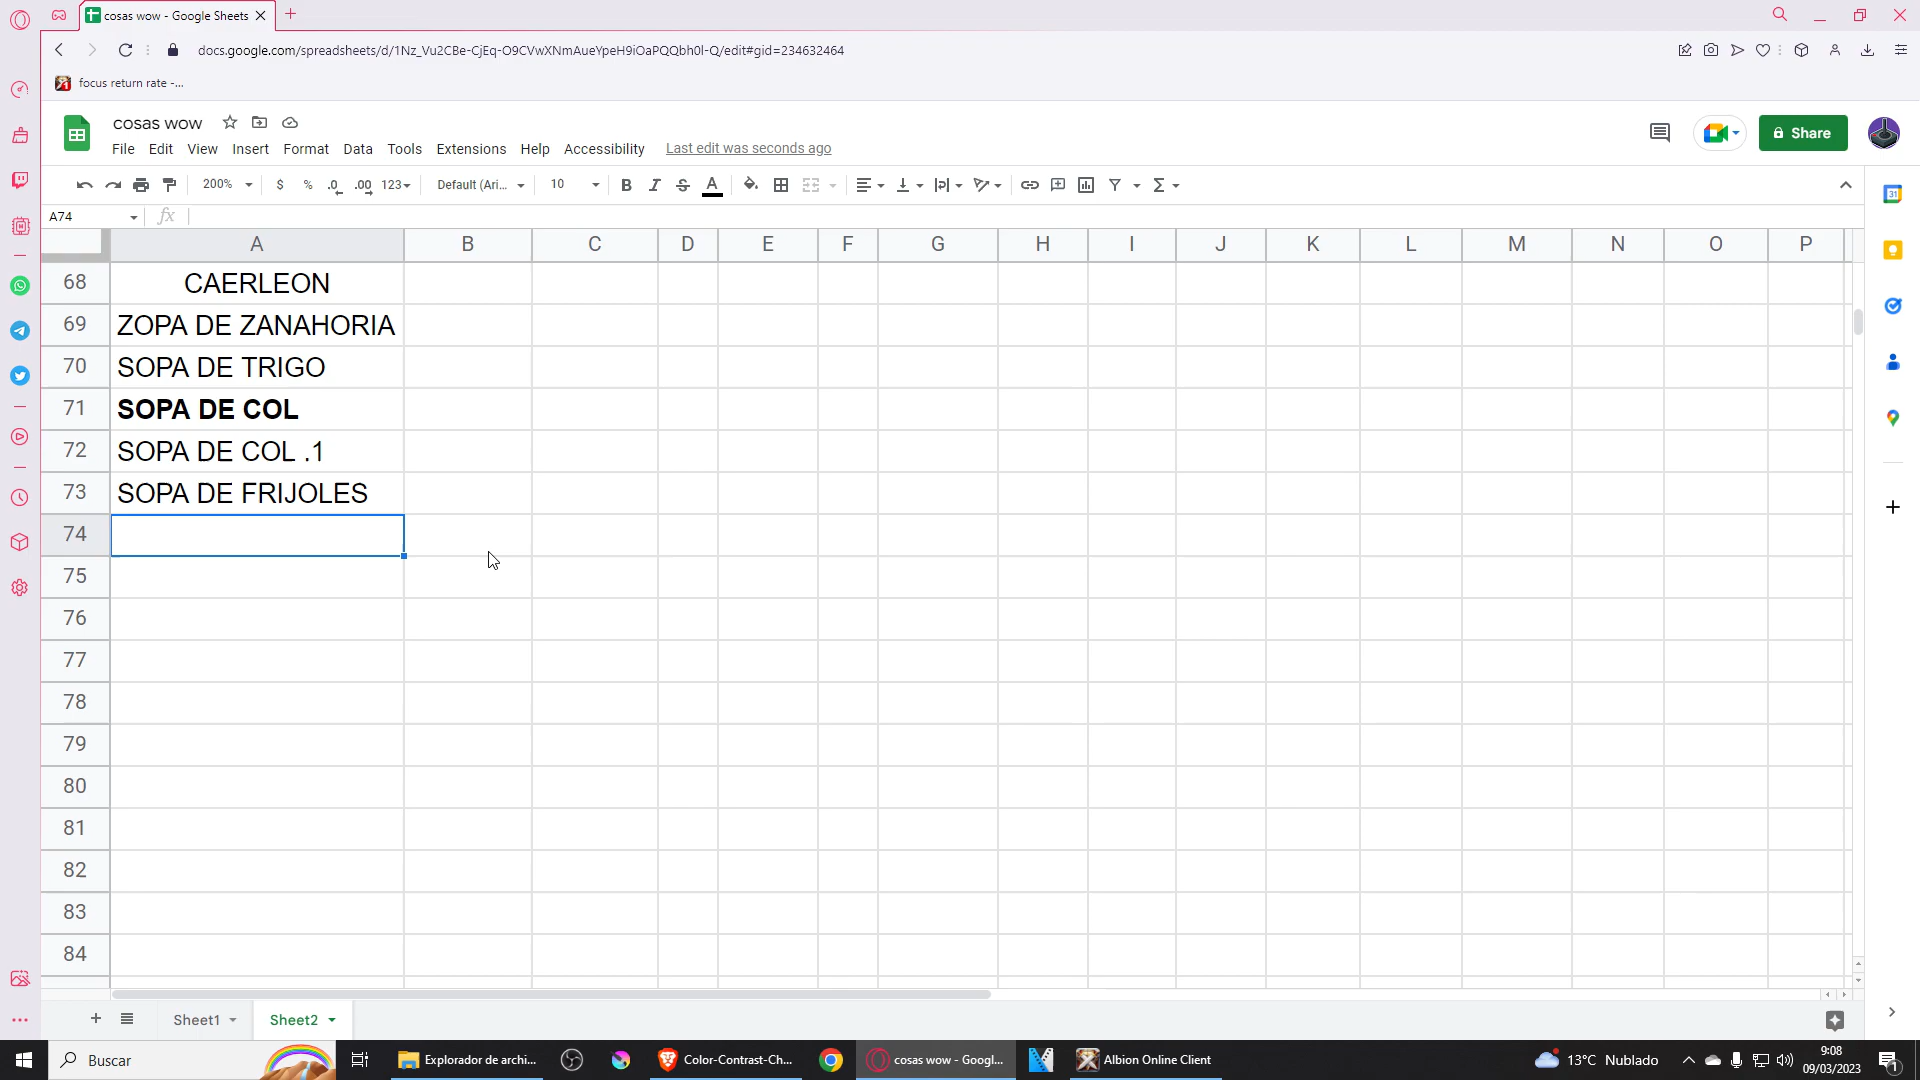 cosas wow - Google Sheets
docs.google.com/spreadsheets/d/1Nz_Vu2CBe-CjEq-O9CVwXNmAueYpeH9iOaPQQbh0l-Q/edit#gid=234632464
focus return rate -...
cosas wow
File Edit View Insert Format Data Tools Extensions Help Accessibility Last edit was seconds ago
Share
200% $ % .0 .00 123 Default (Ari... 10 B I S A
A74 fx
A B C D E F G H I J K L M N O P
68 CAERLEON
69 ZOPA DE ZANAHORIA
70 SOPA DE TRIGO
71 SOPA DE COL
72 SOPA DE COL .1
73 SOPA DE FRIJOLES
74
75
76
77
78
79
80
81
82
83
84
Sheet1 Sheet2
Buscar Explorador de archi... Color-Contrast-Ch... cosas wow - Googl... Albion Online Client 13°C Nublado 9:08
09/03/2023